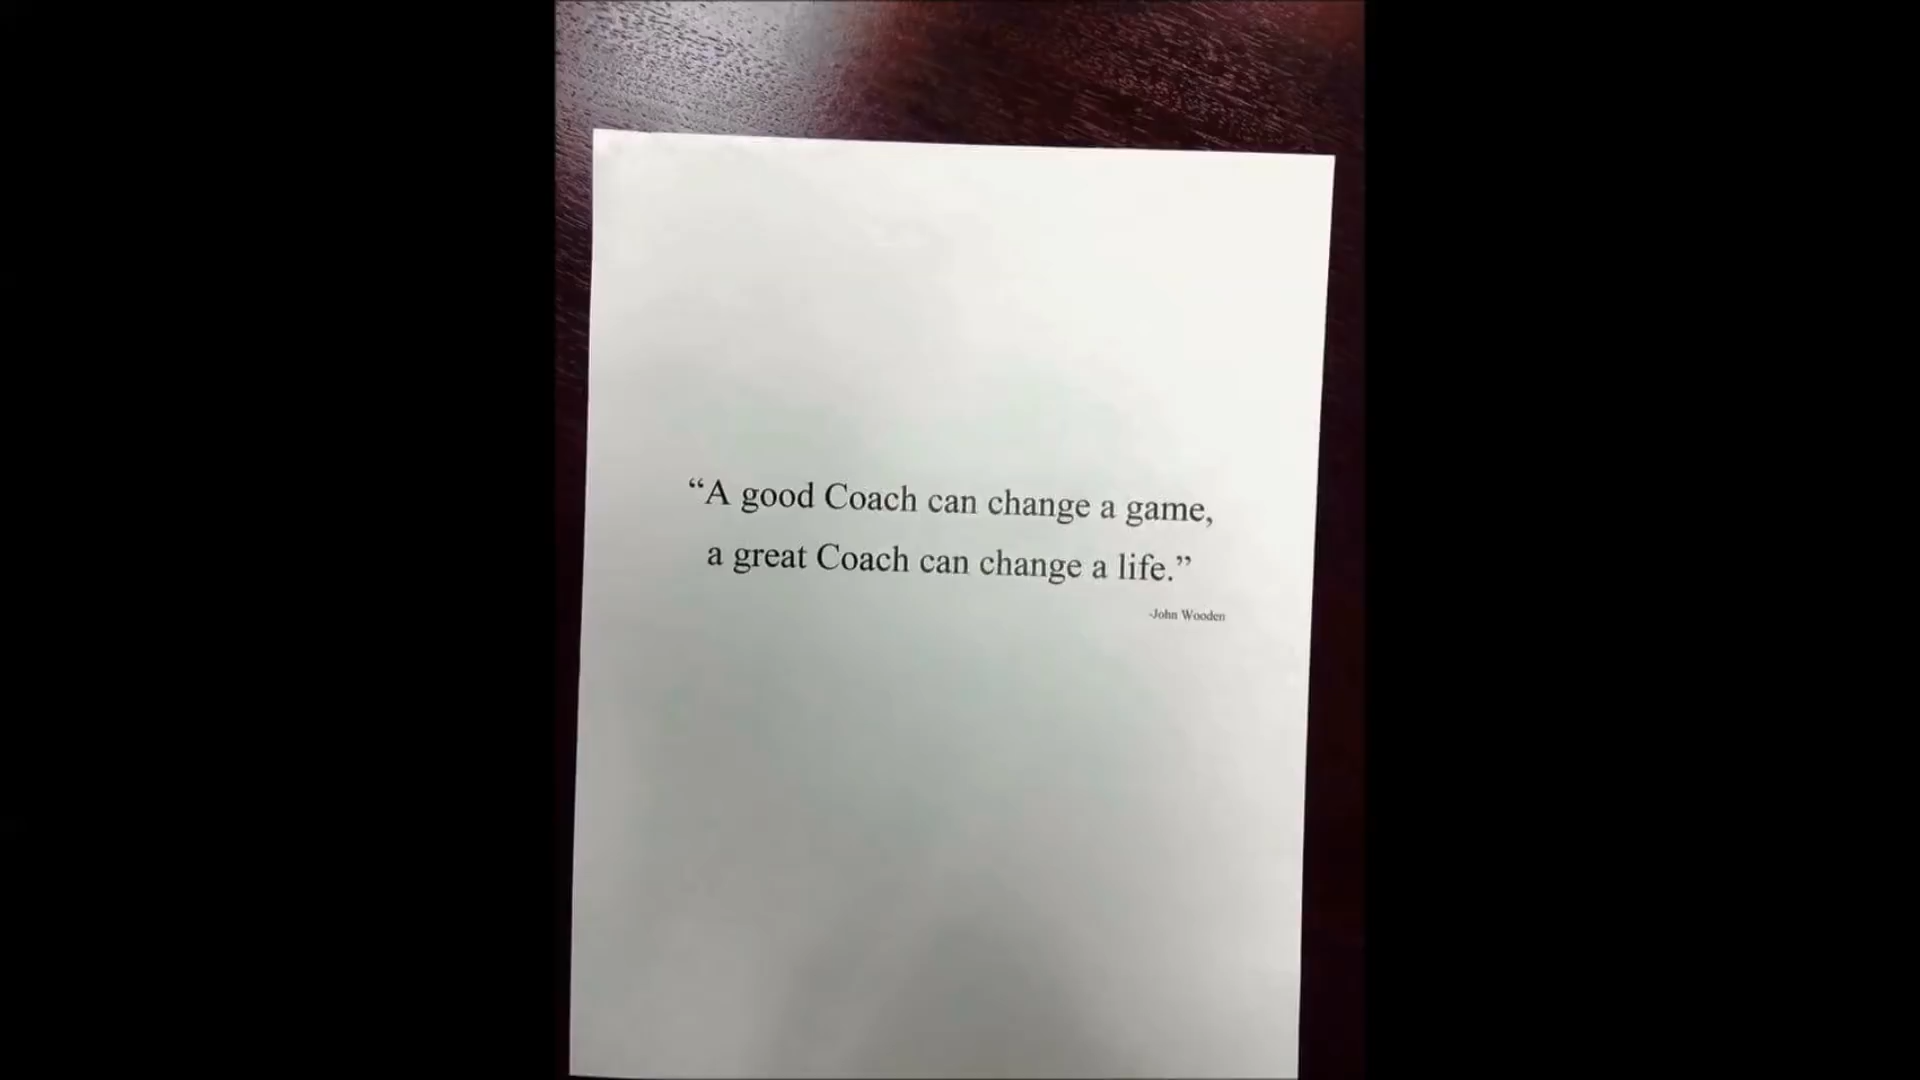 “A good Coach can change a game,
a great Coach can change a life.”
-John Wooden